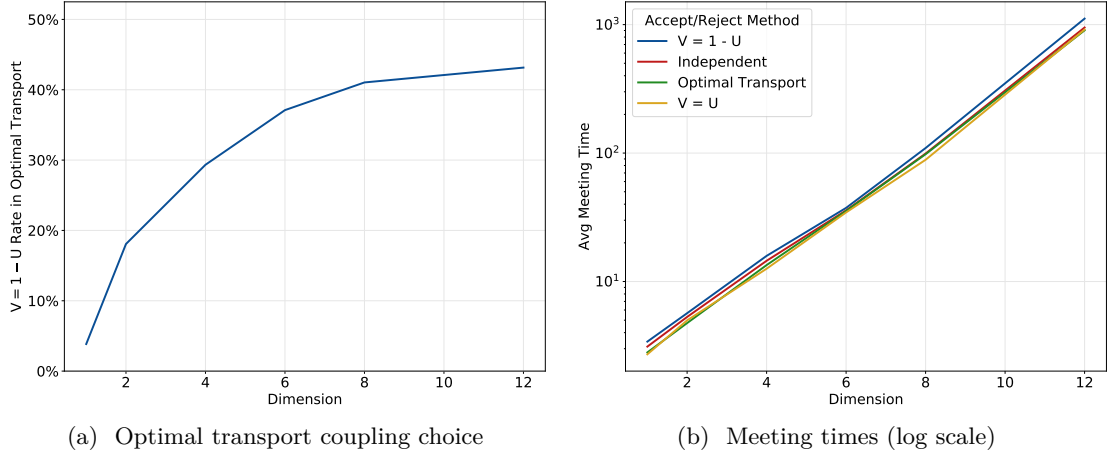 50%
40%
30%
20%
10%
0%
V = 1 − U Rate in Optimal Transport
2
4
6
8
10
12
Dimension
(a) Optimal transport coupling choice
10³
10²
10¹
Avg Meeting Time
Accept/Reject Method
V = 1 - U
Independent
Optimal Transport
V = U
2
4
6
8
10
12
Dimension
(b) Meeting times (log scale)